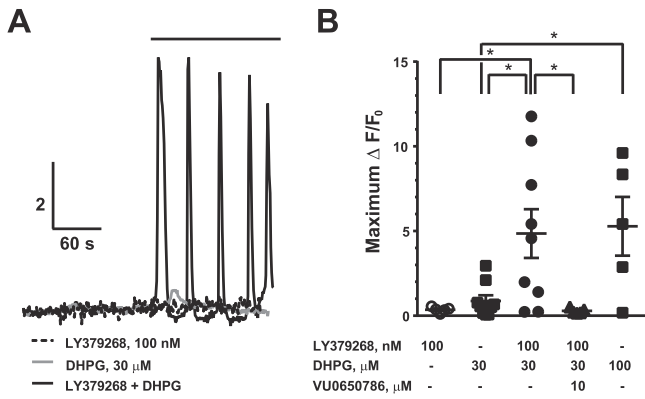 A
2
60 s
LY379268, 100 nM
DHPG, 30 μM
LY379268 + DHPG
B
* *
* *
15
10
5
0
Maximum Δ F/F0
LY379268, nM 100 - 100 100 -
DHPG, μM - 30 30 30 100
VU0650786, μM - - - 10 -